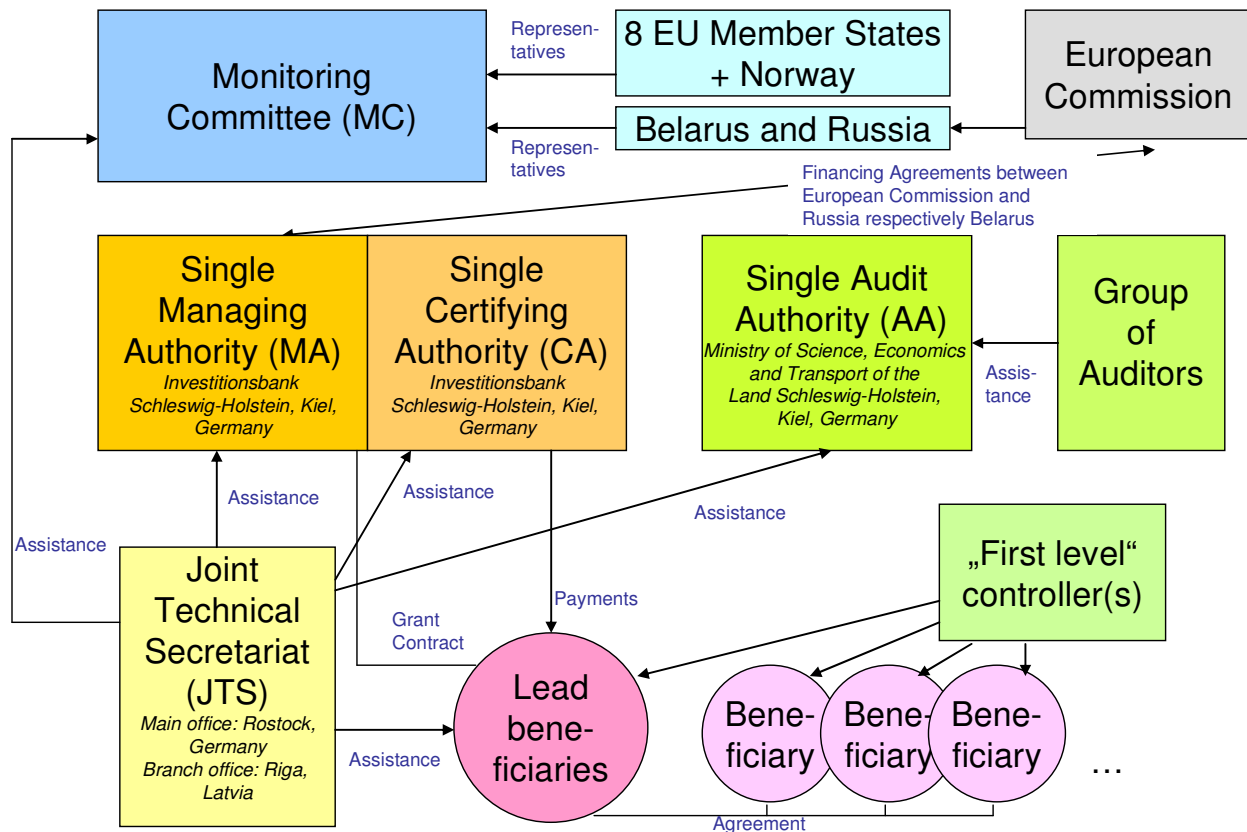 Monitoring
Committee (MC)
Represen-
tatives
8 EU Member States
+ Norway
European
Commission
Belarus and Russia
Represen-
tatives
Financing Agreements between
European Commission and
Russia respectively Belarus
Single
Managing
Authority (MA)
Investitionsbank
Schleswig-Holstein, Kiel,
Germany
Single
Certifying
Authority (CA)
Investitionsbank
Schleswig-Holstein, Kiel,
Germany
Single Audit
Authority (AA)
Ministry of Science, Economics
and Transport of the
Land Schleswig-Holstein,
Kiel, Germany
Assis-
tance
Group
of
Auditors
Assistance
Assistance
Assistance
Assistance
Joint
Technical
Secretariat
(JTS)
Main office: Rostock,
Germany
Branch office: Riga,
Latvia
Grant
Contract
Payments
„First level“
controller(s)
Lead
bene-
ficiaries
Assistance
Bene-
ficiary
Bene-
ficiary
Bene-
ficiary
…
Agreement